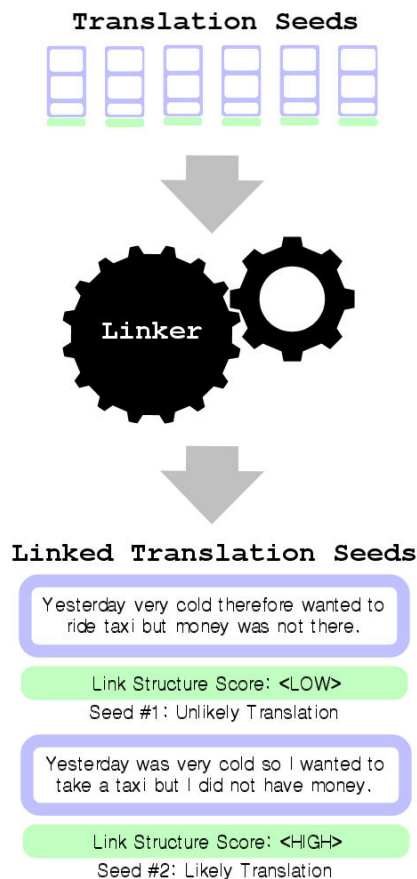 Translation Seeds
Linker
Linked Translation Seeds
Yesterday very cold therefore wanted to
ride taxi but money was not there.
Link Structure Score: <LOW>
Seed #1: Unlikely Translation
Yesterday was very cold so I wanted to
take a taxi but I did not have money.
Link Structure Score: <HIGH>
Seed #2: Likely Translation